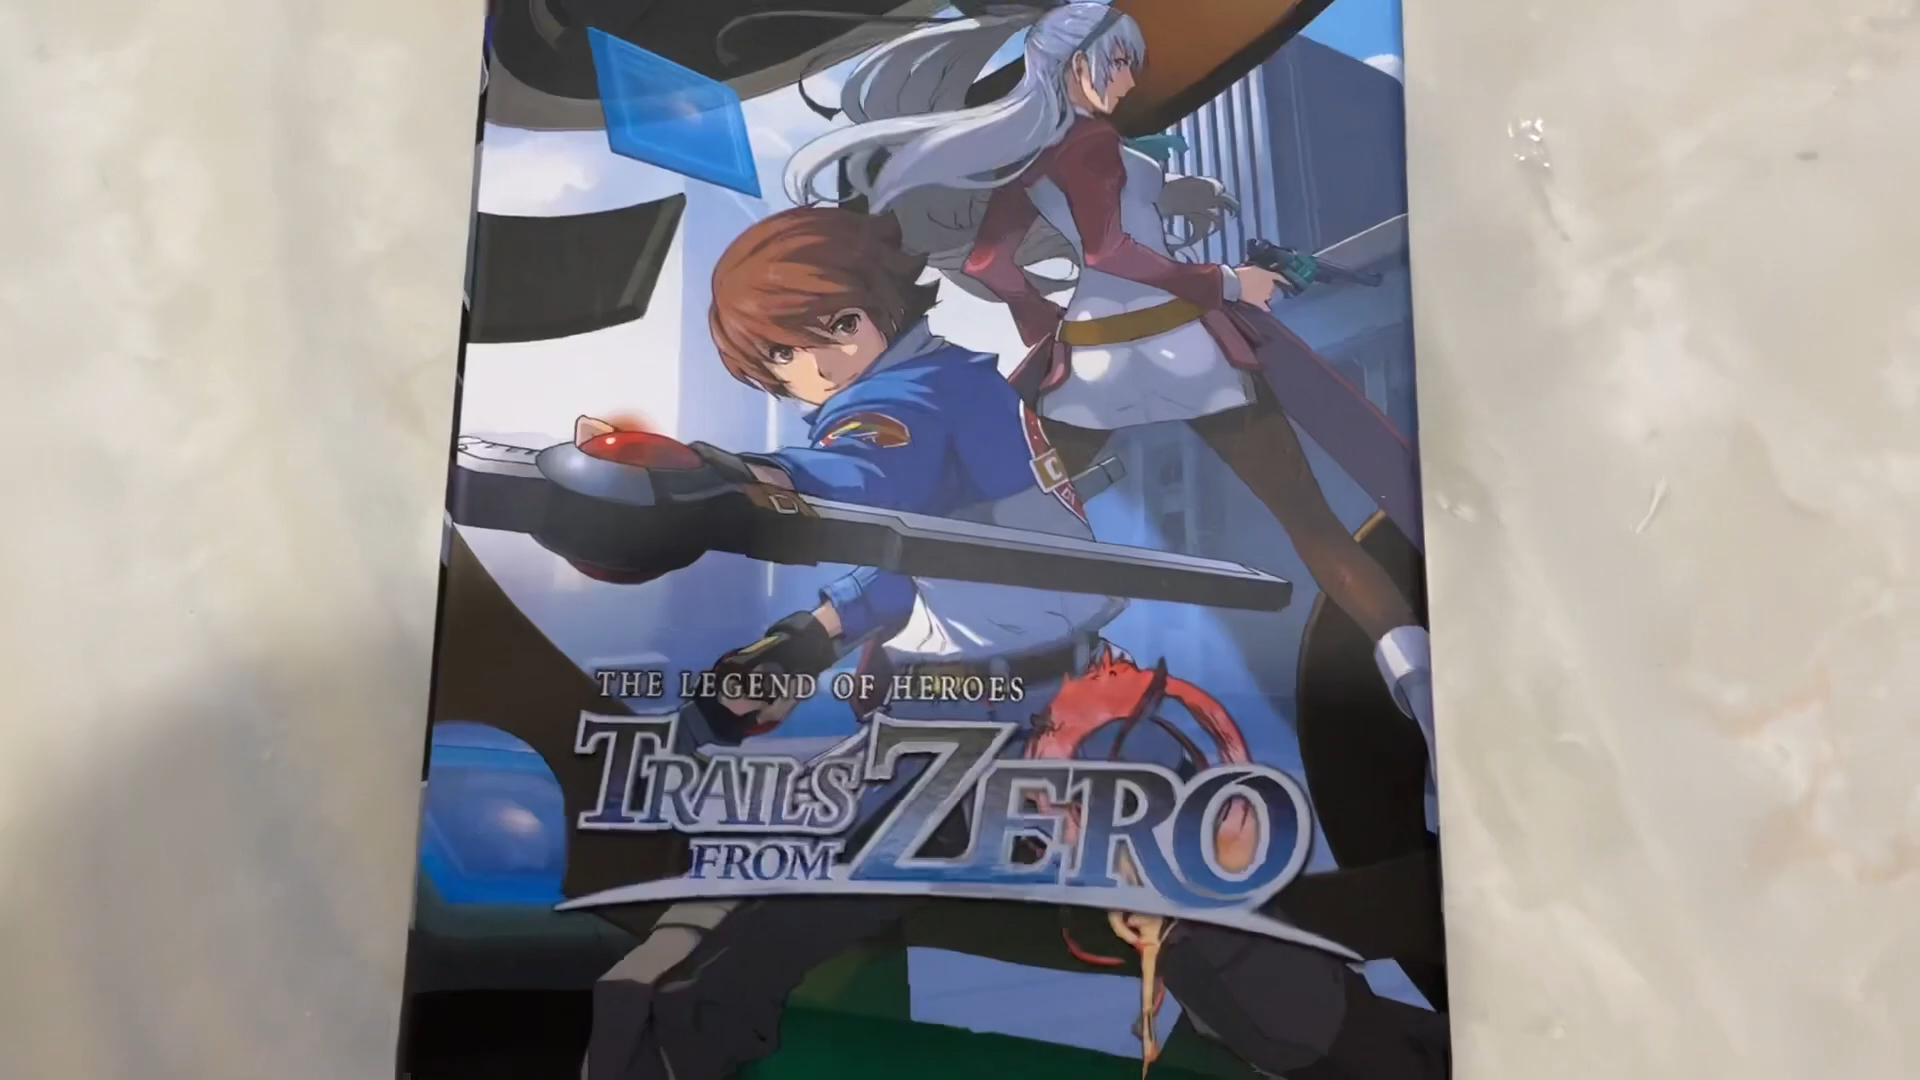 THE LEGEND OF HEROES
TRAILS
FROM ZERO